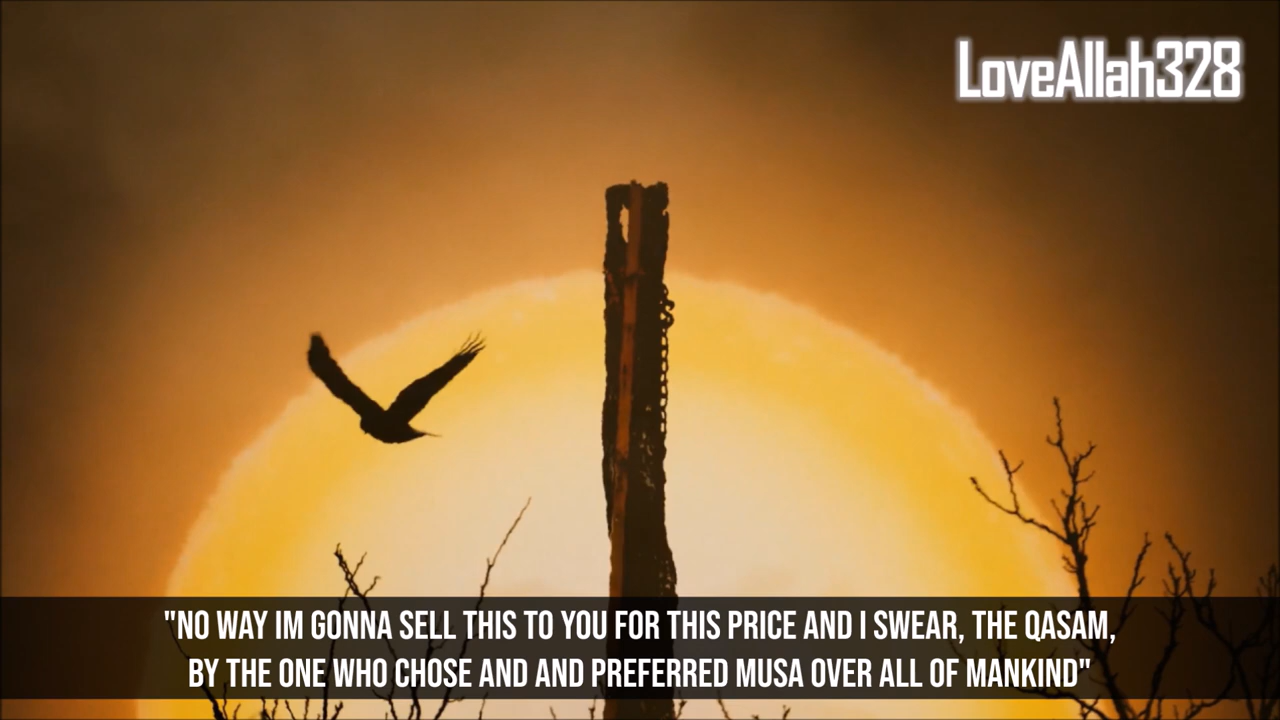 LoveAllah328
"NO WAY IM GONNA SELL THIS TO YOU FOR THIS PRICE AND I SWEAR, THE QASAM,
BY THE ONE WHO CHOSE AND AND PREFERRED MUSA OVER ALL OF MANKIND"